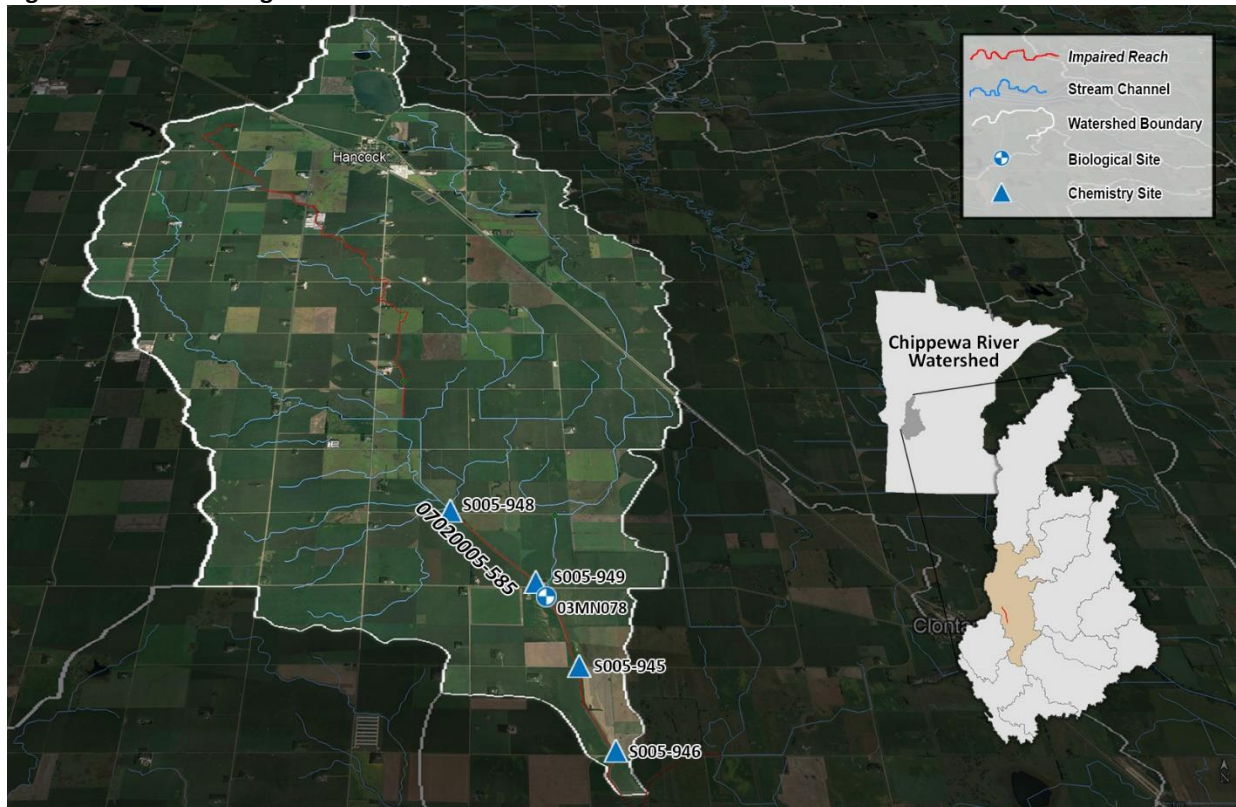 Impaired Reach
Stream Channel
Watershed Boundary
Biological Site
Chemistry Site
Hancock
Chippewa River
Watershed
S005-948
07020005-585
S005-949
03MN078
S005-945
S005-946
N